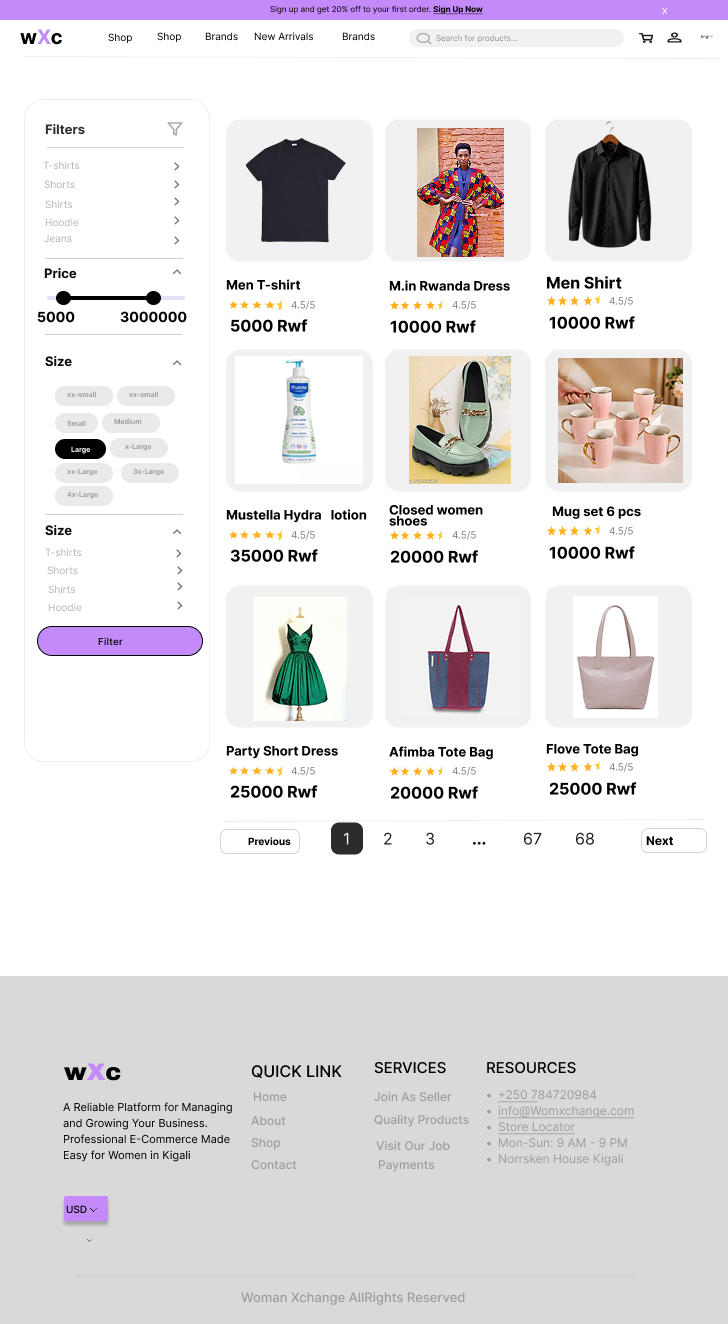 Sign up and get 20% off to your first order. Sign Up Now
x
wXc
Shop
Shop
Brands
New Arrivals
Brands
Search for products...
Filters
T-shirts
Shorts
Shirts
Hoodie
Jeans
Price
5000
3000000
Size
xx-small
xx-small
Small
Medium
Large
x-Large
xx-Large
3x-Large
4x-Large
Size
T-shirts
Shorts
Shirts
Hoodie
Filter
Men T-shirt
4.5/5
5000 Rwf
M.in Rwanda Dress
4.5/5
10000 Rwf
Men Shirt
4.5/5
10000 Rwf
Mustela
Mustella Hydra lotion
4.5/5
35000 Rwf
Closed women
shoes
4.5/5
20000 Rwf
Mug set 6 pcs
4.5/5
10000 Rwf
Party Short Dress
4.5/5
25000 Rwf
Afimba Tote Bag
4.5/5
20000 Rwf
Flove Tote Bag
4.5/5
25000 Rwf
Previous
1
2
3
...
67
68
Next
wXc
A Reliable Platform for Managing
and Growing Your Business.
Professional E-Commerce Made
Easy for Women in Kigali
USD
QUICK LINK
Home
About
Shop
Contact
SERVICES
Join As Seller
Quality Products
Visit Our Job
Payments
RESOURCES
• +250 784720984
• info@Womxchange.com
• Store Locator
• Mon-Sun: 9 AM - 9 PM
• Norrsken House Kigali
Woman Xchange AllRights Reserved